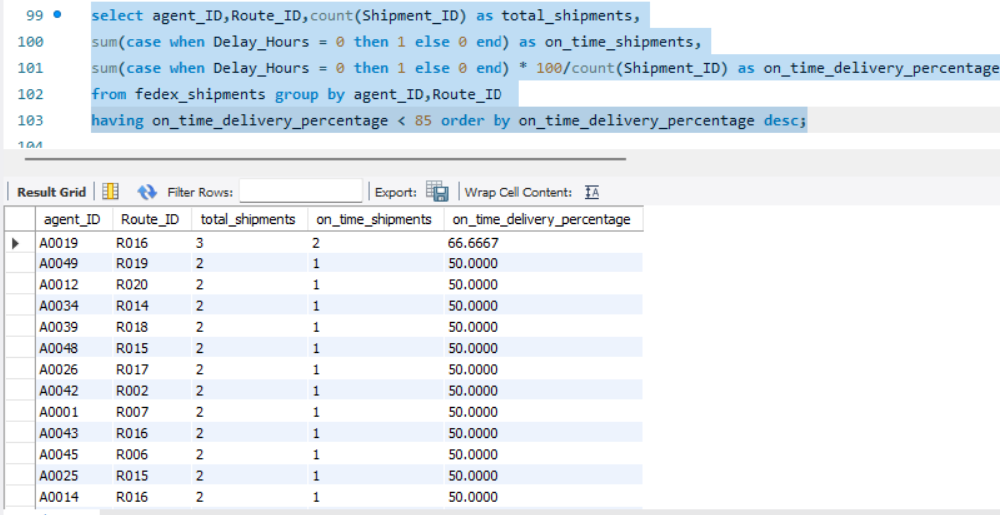 99 select agent_ID,Route_ID,count(Shipment_ID) as total_shipments,
100 sum(case when Delay_Hours = 0 then 1 else 0 end) as on_time_shipments,
101 sum(case when Delay_Hours = 0 then 1 else 0 end) * 100/count(Shipment_ID) as on_time_delivery_percentage
102 from fedex_shipments group by agent_ID,Route_ID
103 having on_time_delivery_percentage < 85 order by on_time_delivery_percentage desc;
104
Result Grid Filter Rows: Export: Wrap Cell Content: IA
agent_ID Route_ID total_shipments on_time_shipments on_time_delivery_percentage
A0019 R016 3 2 66.6667
A0049 R019 2 1 50.0000
A0012 R020 2 1 50.0000
A0034 R014 2 1 50.0000
A0039 R018 2 1 50.0000
A0048 R015 2 1 50.0000
A0026 R017 2 1 50.0000
A0042 R002 2 1 50.0000
A0001 R007 2 1 50.0000
A0043 R016 2 1 50.0000
A0045 R006 2 1 50.0000
A0025 R015 2 1 50.0000
A0014 R016 2 1 50.0000